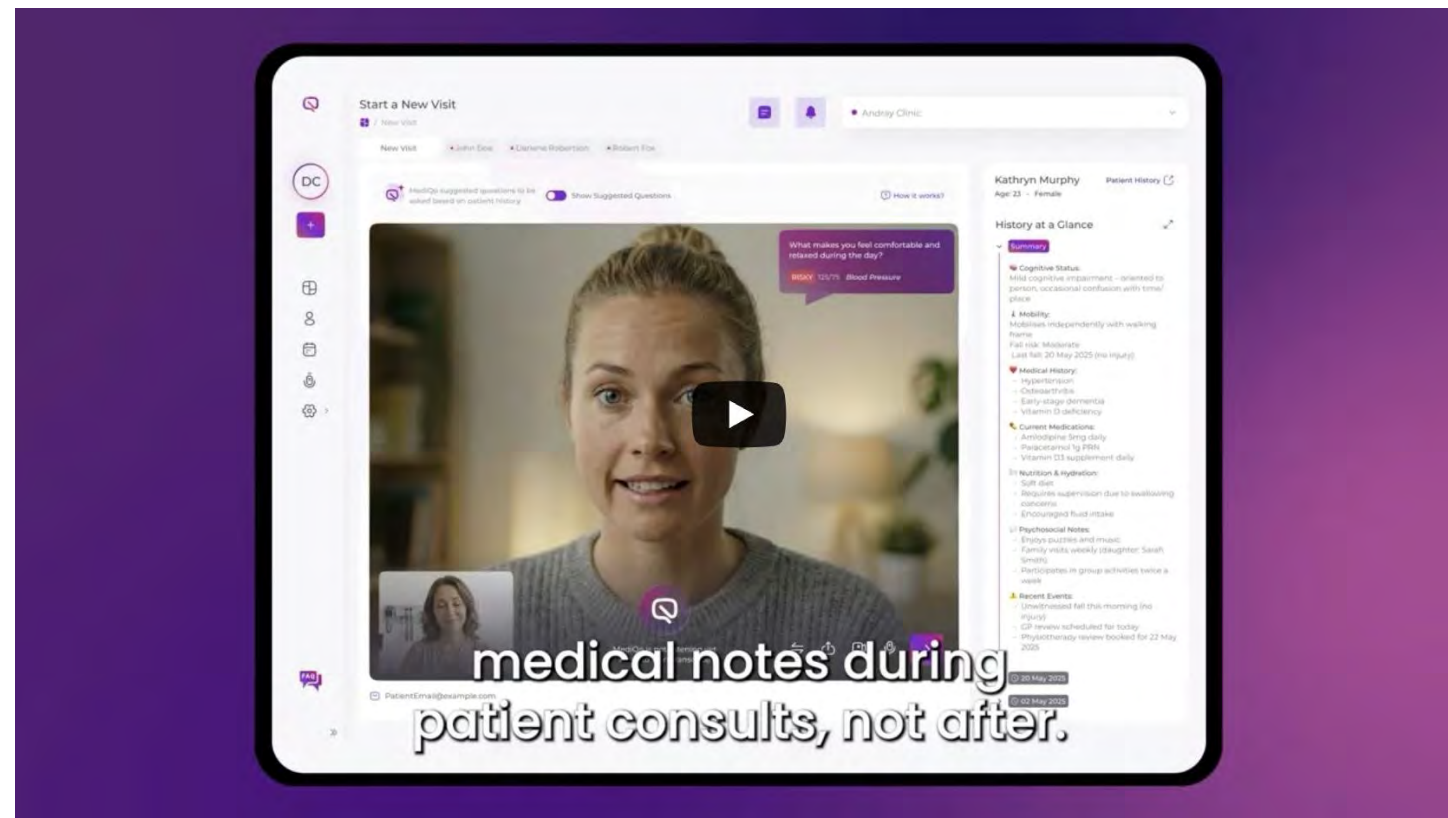 Start a New Visit
/ New Visit
Andray Clinic
New Visit
John Doe
Darlene Robertson
Robert Fox
DC
MediQo suggested questions to be
asked based on patient history
Show Suggested Questions
How it works?
What makes you feel comfortable and
relaxed during the day?
RISKY 125/75 Blood Pressure
Kathryn Murphy
Patient History
Age: 23 - Female
History at a Glance
Summary
Cognitive Status:
Mild cognitive impairment - oriented to
person, occasional confusion with time/
place
Mobility:
Mobilises independently with walking
frame
Fall risk: Moderate
Last fall: 20 May 2025 (no injury)
Medical History:
- Hypertension
- Osteoarthritis
- Early-stage dementia
- Vitamin D deficiency
Current Medications:
- Amlodipine 5mg daily
- Paracetamol 1g PRN
- Vitamin D3 supplement daily
Nutrition & Hydration:
- Soft diet
- Requires supervision due to swallowing
concerns
- Encouraged fluid intake
Psychosocial Notes:
- Enjoys puzzles and music
- Family visits weekly (daughter: Sarah
Smith)
- Participates in group activities twice a
week
Recent Events:
- Unwitnessed fall this morning (no
injury)
- GP review scheduled for today
- Physiotherapy review booked for 22 May
2025
20 May 2025
02 May 2025
FAQ
PatientEmail@example.com
medical notes during
patient consults, not after.